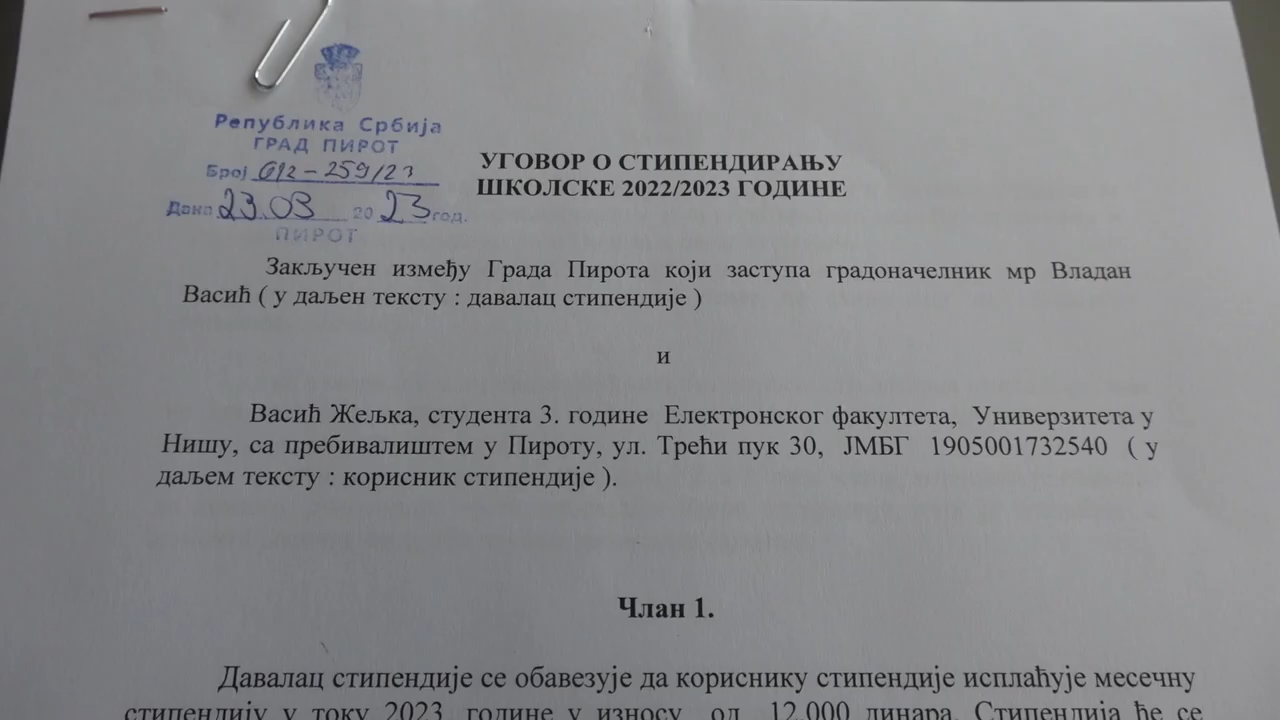 Република Србија
ГРАД ПИРОТ
Број 612-259/23
Дана 23.03 2023 год.
ПИРОТ
УГОВОР О СТИПЕНДИРАЊУ
ШКОЛСКЕ 2022/2023 ГОДИНЕ
Закључен између Града Пирота који заступа градоначелник мр Владан
Васић ( у даљен тексту : давалац стипендије )
и
Васић Жељка, студента 3. године Електронског факултета, Универзитета у
Нишу, са пребивалиштем у Пироту, ул. Трећи пук 30, ЈМБГ 1905001732540 ( у
даљем тексту : корисник стипендије ).
Члан 1.
Давалац стипендије се обавезује да кориснику стипендије исплаћује месечну
стипендију у току 2023. године у износу од 12.000 динара. Стипендија ће се